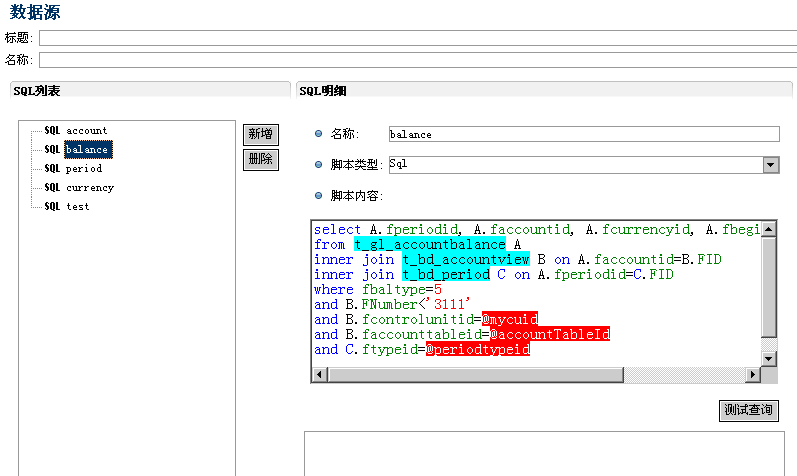 数据源
标题:
名称:
SQL列表
SQL明细
SQL account
SQL balance
SQL period
SQL currency
SQL test
新增
删除
名称:
balance
脚本类型:
Sql
脚本内容:
select A.fperiodid, A.faccountid, A.fcurrencyid, A.fbegi
from t_gl_accountbalance A
inner join t_bd_accountview B on A.faccountid=B.FID
inner join t_bd_period C on A.fperiodid=C.FID
where fbaltype=5
and B.FNumber<'3111'
and B.fcontrolunitid=@mycuid
and B.faccounttableid=@accountTableId
and C.ftypeid=@periodtypeid
测试查询